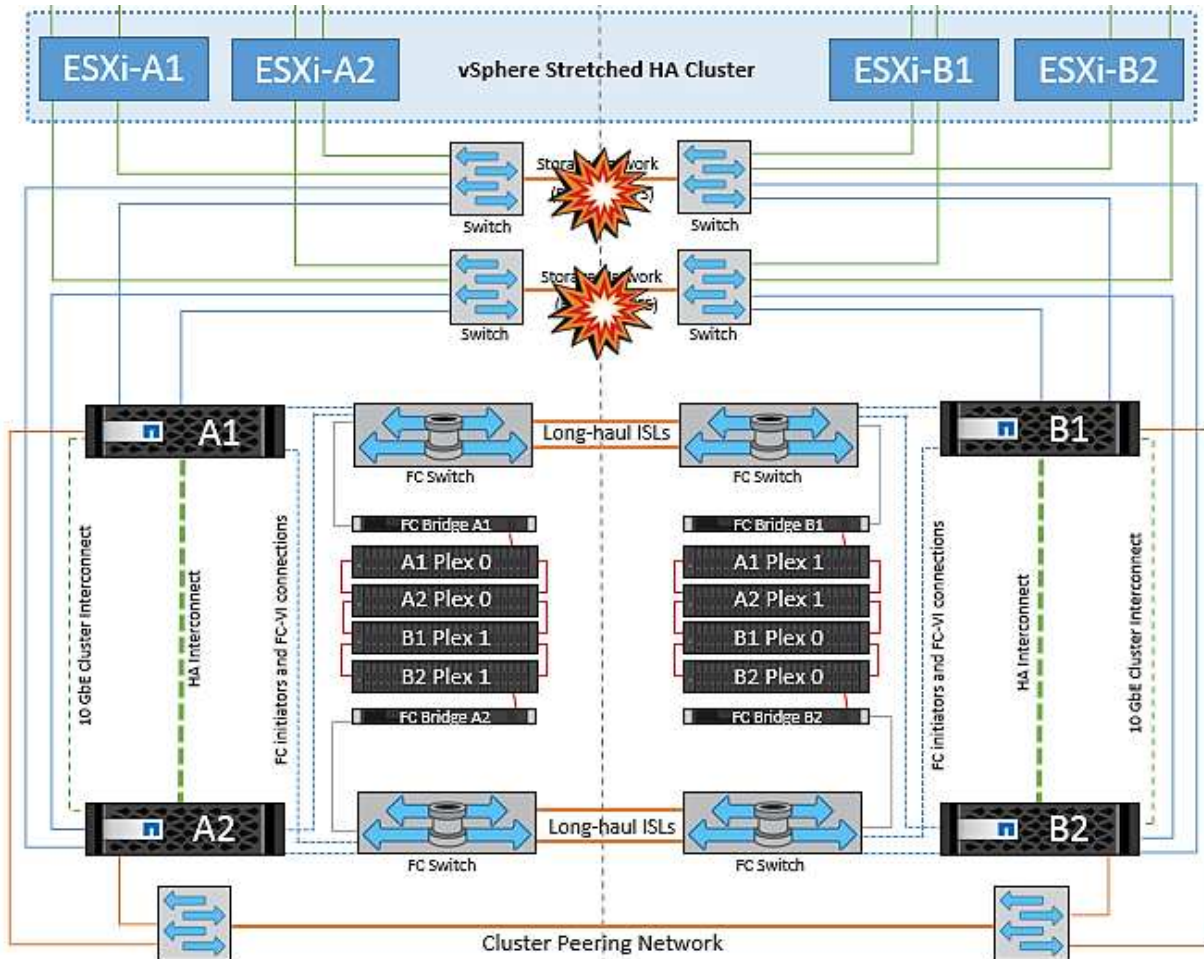 ESXi-A1
ESXi-A2
vSphere Stretched HA Cluster
ESXi-B1
ESXi-B2
Switch
Switch
Switch
Switch
A1
B1
Long-haul ISLs
FC Switch
FC Switch
10 GbE Cluster Interconnect
HA Interconnect
FC initiators and FC-VI connections
FC Bridge A1
A1 Plex 0
A2 Plex 0
B1 Plex 1
B2 Plex 1
FC Bridge A2
FC Bridge B1
A1 Plex 1
A2 Plex 1
B1 Plex 0
B2 Plex 0
FC Bridge B2
FC initiators and FC-VI connections
HA Interconnect
10 GbE Cluster Interconnect
A2
B2
Long-haul ISLs
FC Switch
FC Switch
Cluster Peering Network